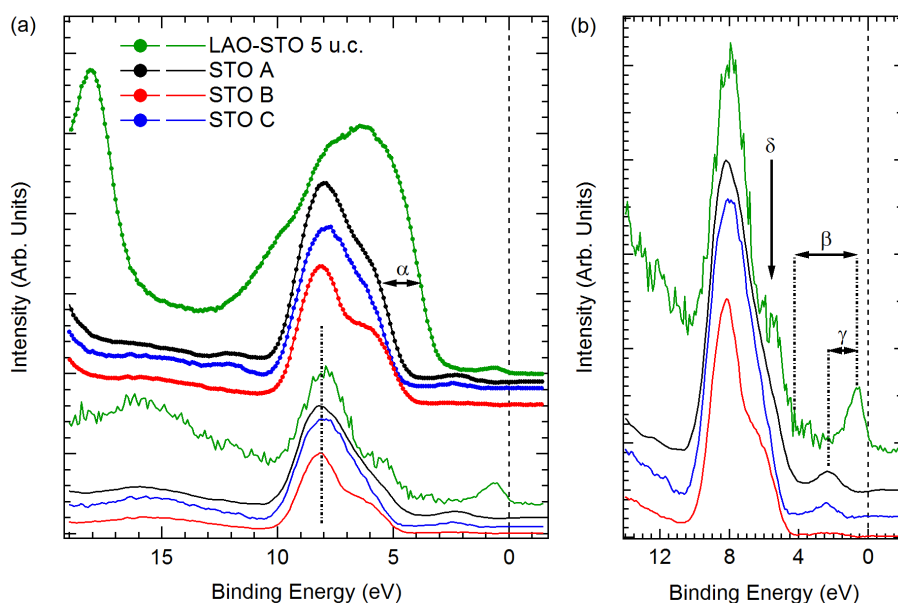 (a)
LAO-STO 5 u.c.
STO A
STO B
STO C
α
Intensity (Arb. Units)
15
10
5
0
Binding Energy (eV)
(b)
δ
β
γ
Intensity (Arb. Units)
12
8
4
0
Binding Energy (eV)